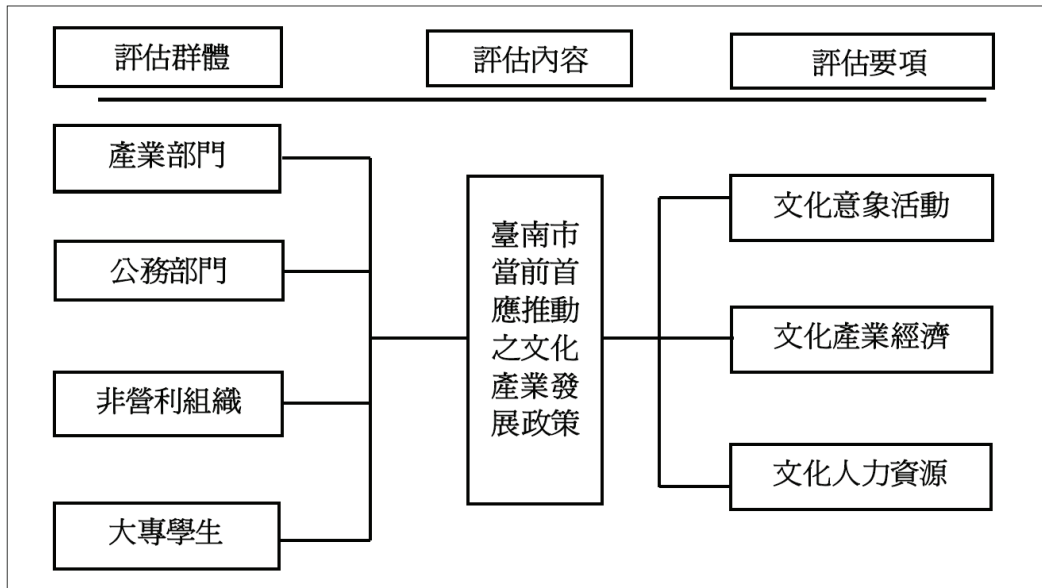 評估群體
評估內容
評估要項
產業部門
公務部門
非營利組織
大專學生
臺南市
當前首
應推動
之文化
產業發
展政策
文化意象活動
文化產業經濟
文化人力資源